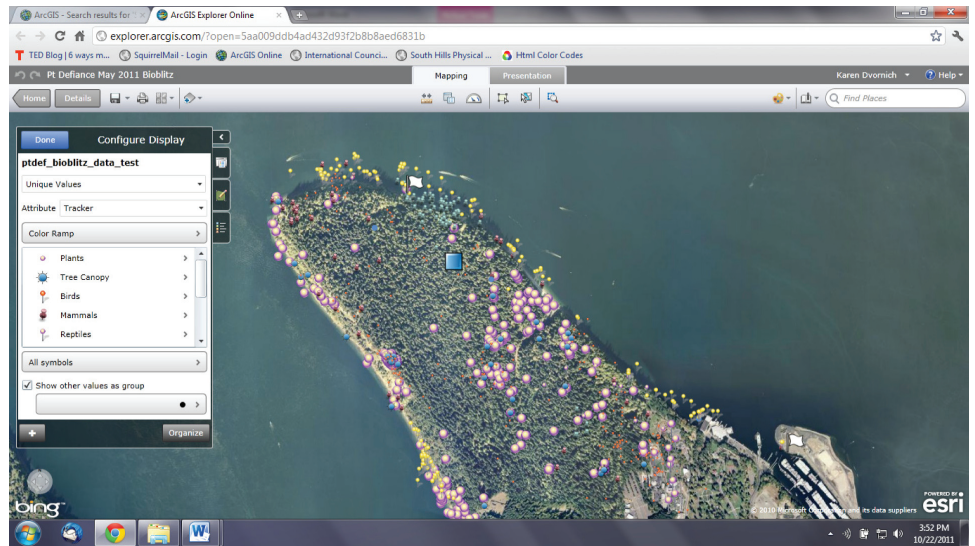 ArcGIS - Search results for
ArcGIS Explorer Online
explorer.arcgis.com/?open=5aa009ddb4ad432d93f2b8b8aed6831b
TED Blog | 6 ways m... SquirrelMail - Login ArcGIS Online International Counci... South Hills Physical ... Html Color Codes
Pt Defiance May 2011 Bioblitz Mapping Presentation Karen Dvornich Help
Home Details Find Places
Done Configure Display
ptdef_bioblitz_data_test
Unique Values
Attribute Tracker
Color Ramp
Plants
Tree Canopy
Birds
Mammals
Reptiles
All symbols
Show other values as group
Organize
bing
POWERED BY
esri
© 2010 Microsoft Corporation and its data suppliers
3:52 PM
10/22/2011